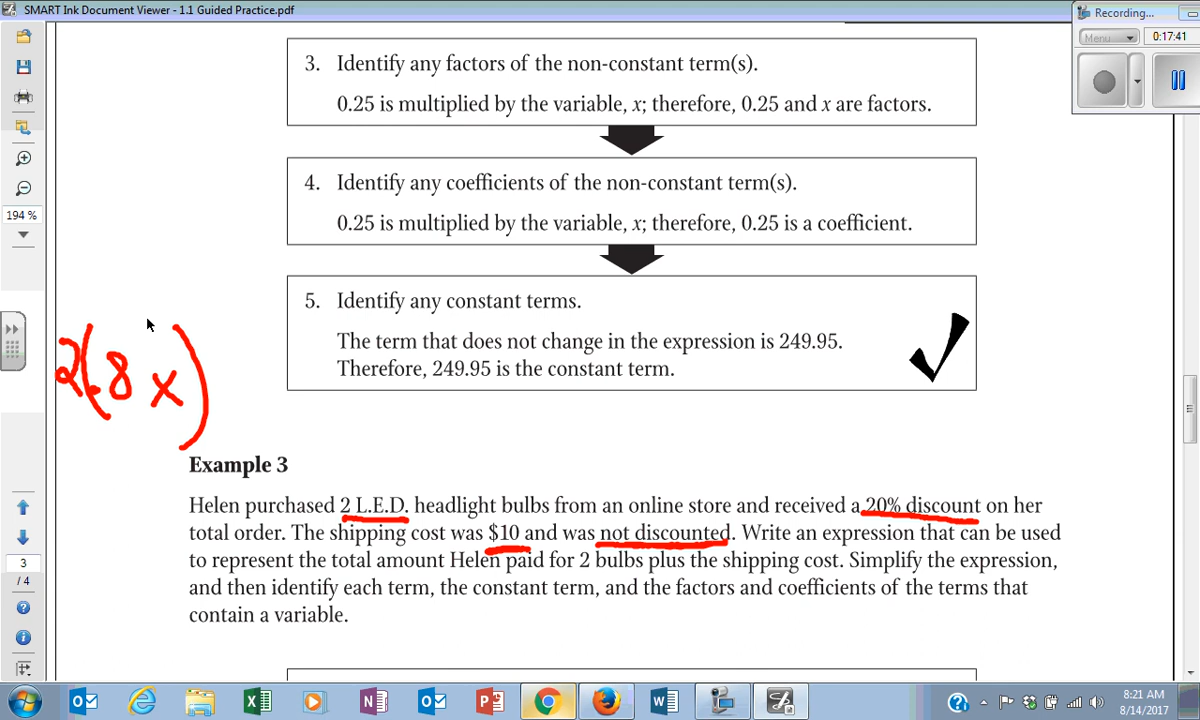 SMART Ink Document Viewer - 1.1 Guided Practice.pdf
Recording...
Menu
0:17:41
194 %
3
/ 4
3. Identify any factors of the non-constant term(s).
0.25 is multiplied by the variable, x; therefore, 0.25 and x are factors.
4. Identify any coefficients of the non-constant term(s).
0.25 is multiplied by the variable, x; therefore, 0.25 is a coefficient.
5. Identify any constant terms.
The term that does not change in the expression is 249.95.
Therefore, 249.95 is the constant term.
2(.8 x)
Example 3
Helen purchased 2 L.E.D. headlight bulbs from an online store and received a 20% discount on her
total order. The shipping cost was $10 and was not discounted. Write an expression that can be used
to represent the total amount Helen paid for 2 bulbs plus the shipping cost. Simplify the expression,
and then identify each term, the constant term, and the factors and coefficients of the terms that
contain a variable.
8:21 AM
8/14/2017